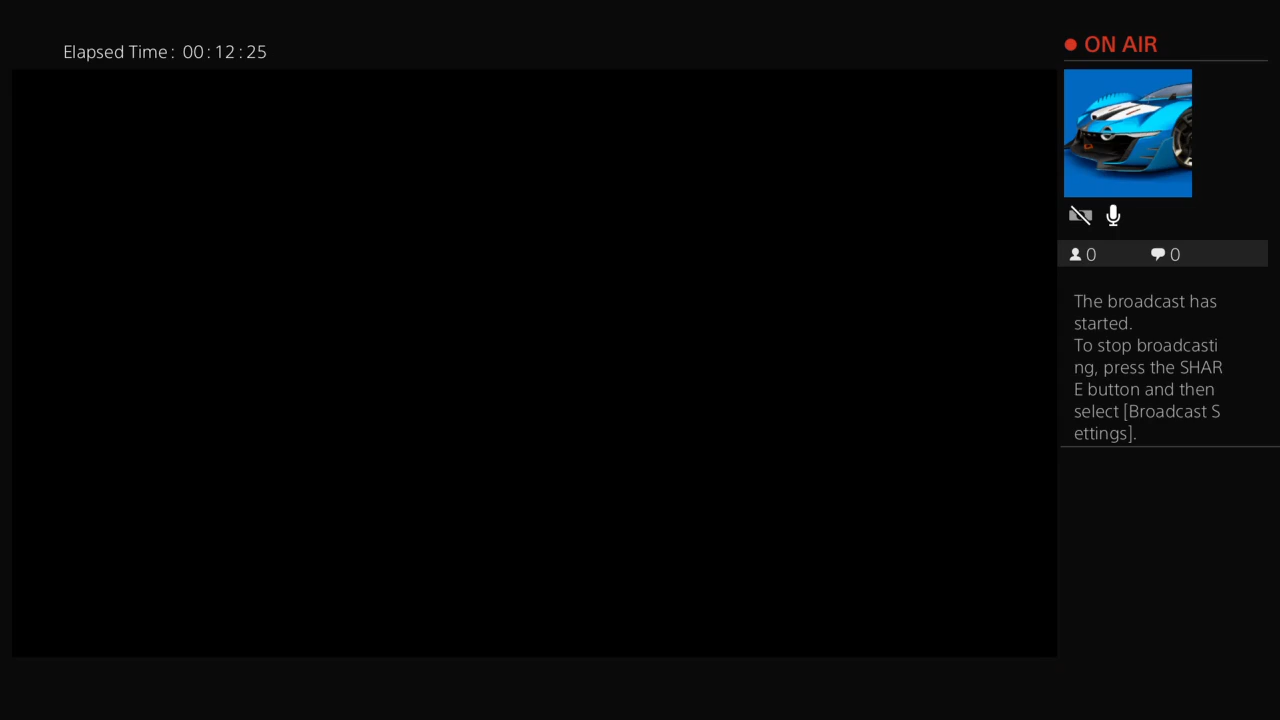 Elapsed Time: 00:12:25
ON AIR
0 0
The broadcast has
started.
To stop broadcasti
ng, press the SHAR
E button and then
select [Broadcast S
ettings].